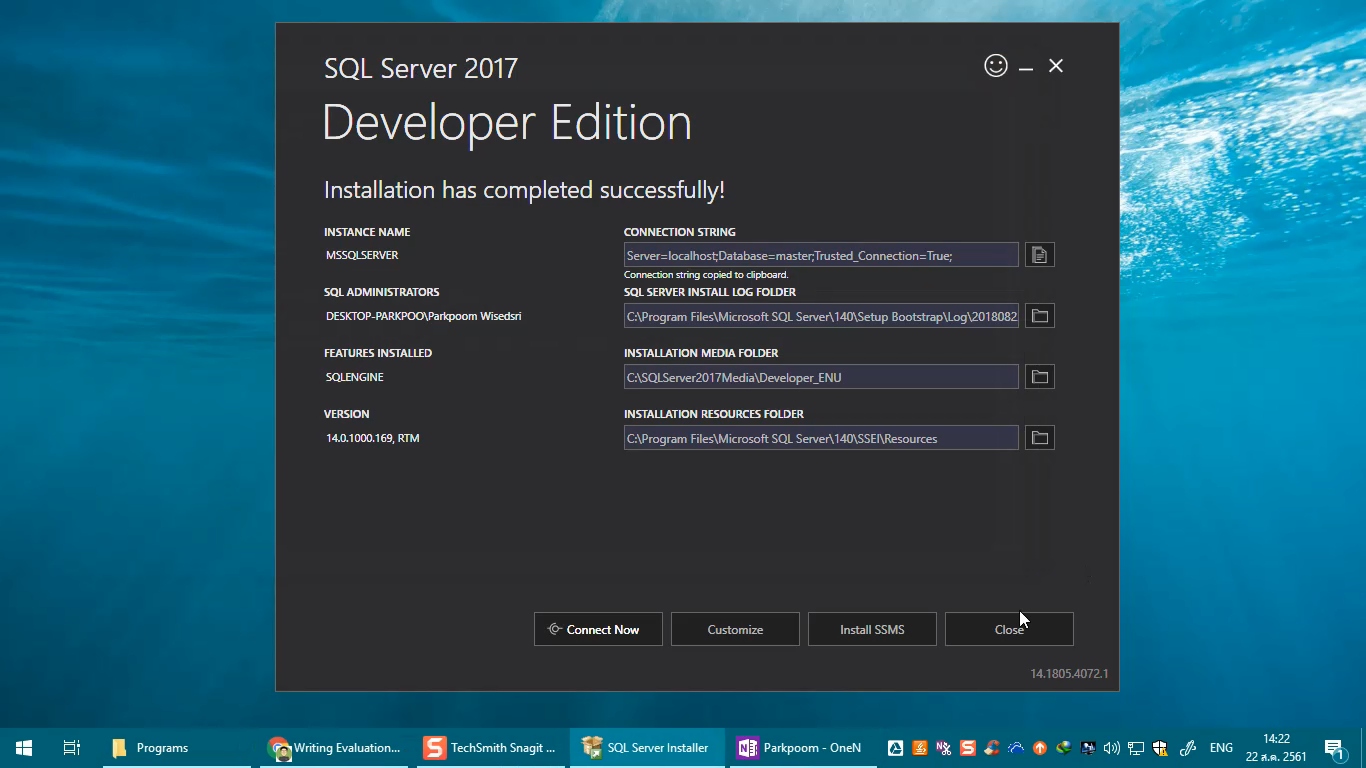 SQL Server 2017
Developer Edition
Installation has completed successfully!
INSTANCE NAME
MSSQLSERVER
CONNECTION STRING
Server=localhost;Database=master;Trusted_Connection=True;
Connection string copied to clipboard.
SQL ADMINISTRATORS
DESKTOP-PARKPOO\Parkpoom Wisedsri
SQL SERVER INSTALL LOG FOLDER
C:\Program Files\Microsoft SQL Server\140\Setup Bootstrap\Log\2018082
FEATURES INSTALLED
SQLENGINE
INSTALLATION MEDIA FOLDER
C:\SQLServer2017Media\Developer_ENU
VERSION
14.0.1000.169, RTM
INSTALLATION RESOURCES FOLDER
C:\Program Files\Microsoft SQL Server\140\SSEI\Resources
Connect Now
Customize
Install SSMS
Close
14.1805.4072.1
Programs
Writing Evaluation...
TechSmith Snagit ...
SQL Server Installer
Parkpoom - OneN
ENG
14:22
22 ส.ค. 2561
1